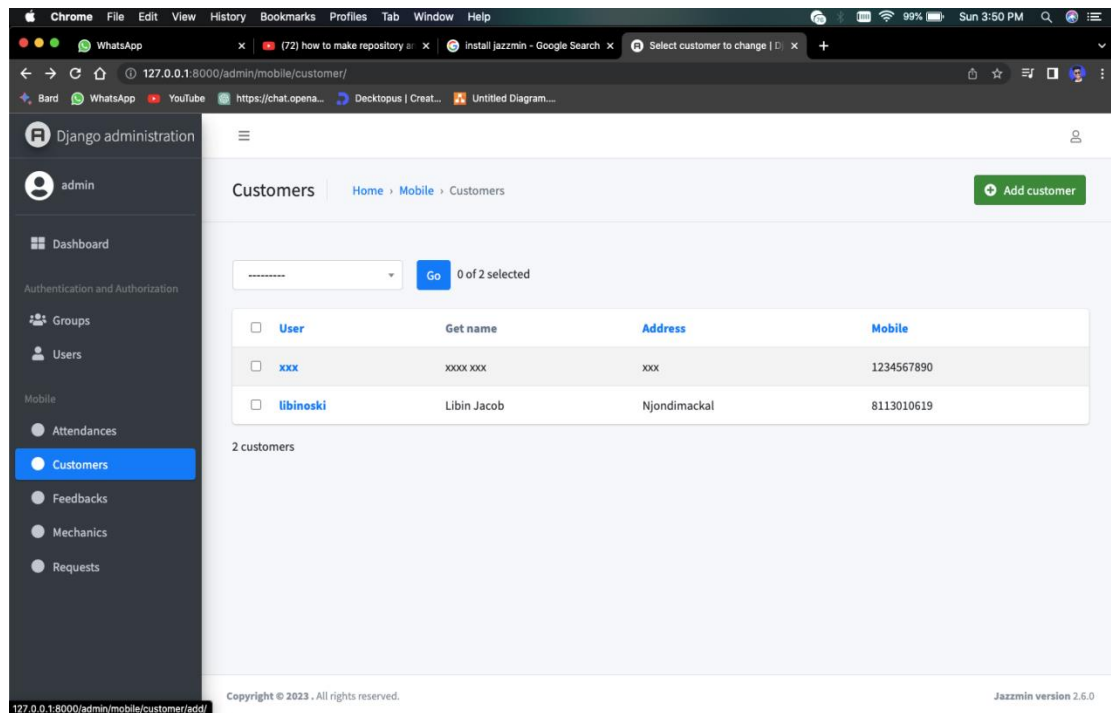 Chrome File Edit View History Bookmarks Profiles Tab Window Help 99% Sun 3:50 PM
WhatsApp (72) how to make repository ar install jazzmin - Google Search Select customer to change | Dj
127.0.0.1:8000/admin/mobile/customer/
Bard WhatsApp YouTube https://chat.opena... Decktopus | Creat... Untitled Diagram....
Django administration
admin
Customers Home › Mobile › Customers Add customer
Dashboard
--------- Go 0 of 2 selected
Authentication and Authorization
Groups
Users
User Get name Address Mobile
xxx xxxx xxx xxx 1234567890
libinoski Libin Jacob Njondimackal 8113010619
2 customers
Mobile
Attendances
Customers
Feedbacks
Mechanics
Requests
Copyright © 2023 . All rights reserved. Jazzmin version 2.6.0
127.0.0.1:8000/admin/mobile/customer/add/